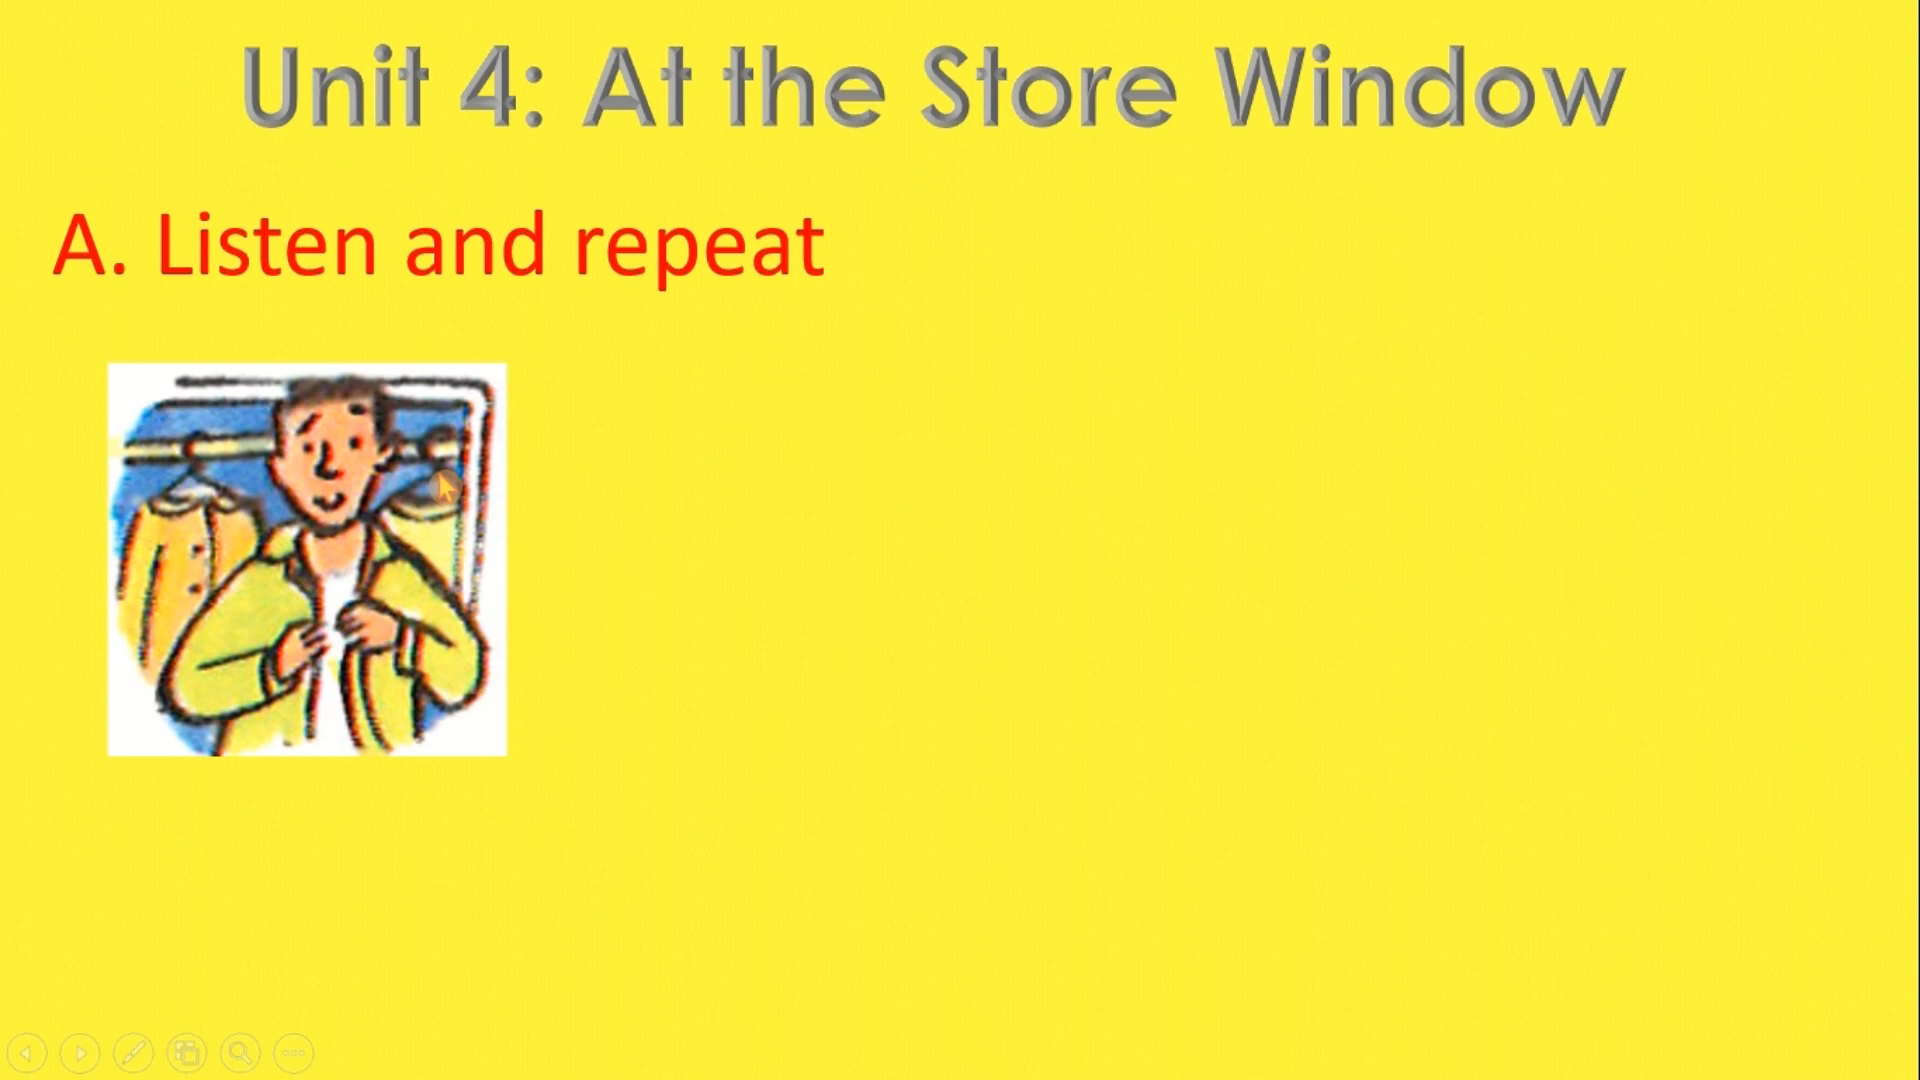 Unit 4: At the Store Window
A. Listen and repeat